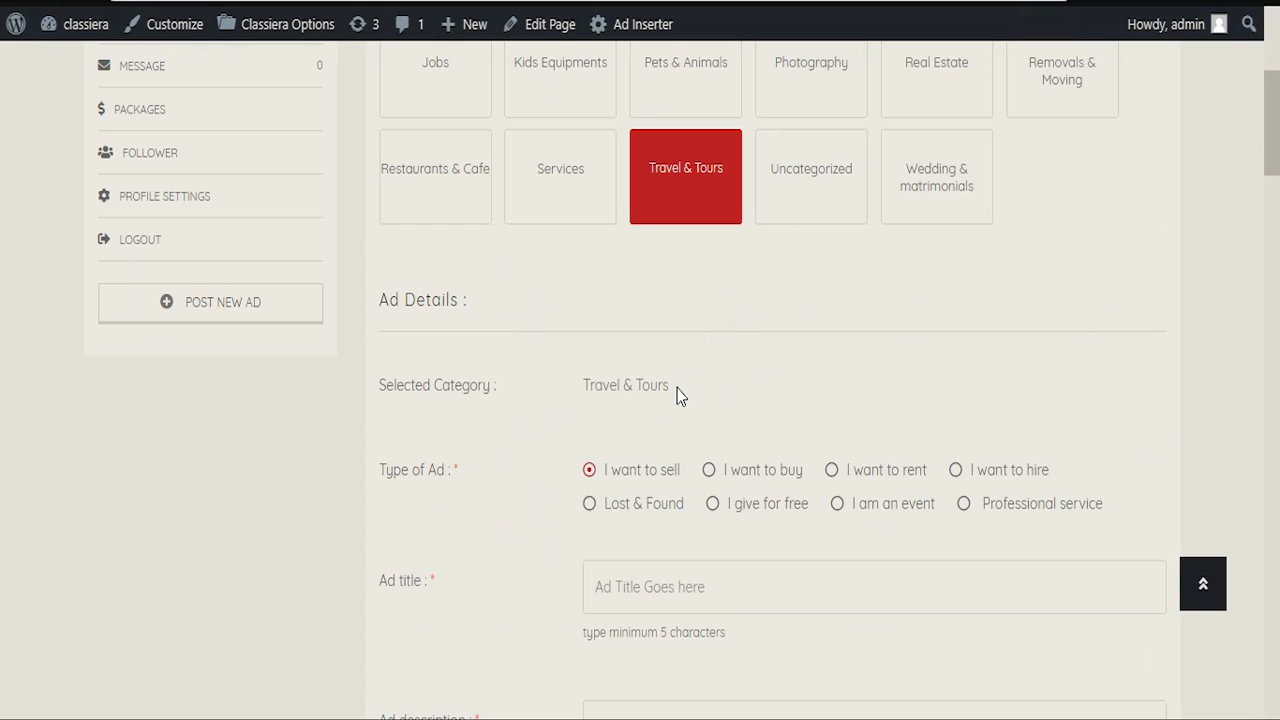 classiera Customize Classiera Options 3 1 New Edit Page Ad Inserter Howdy, admin
MESSAGE 0
PACKAGES
FOLLOWER
PROFILE SETTINGS
LOGOUT
POST NEW AD
Jobs Kids Equipments Pets & Animals Photography Real Estate Removals &
Moving
Restaurants & Cafe Services Travel & Tours Uncategorized Wedding &
matrimonials
Ad Details :
Selected Category : Travel & Tours
Type of Ad : * I want to sell I want to buy I want to rent I want to hire
Lost & Found I give for free I am an event Professional service
Ad title : * Ad Title Goes here
type minimum 5 characters
Ad description : *